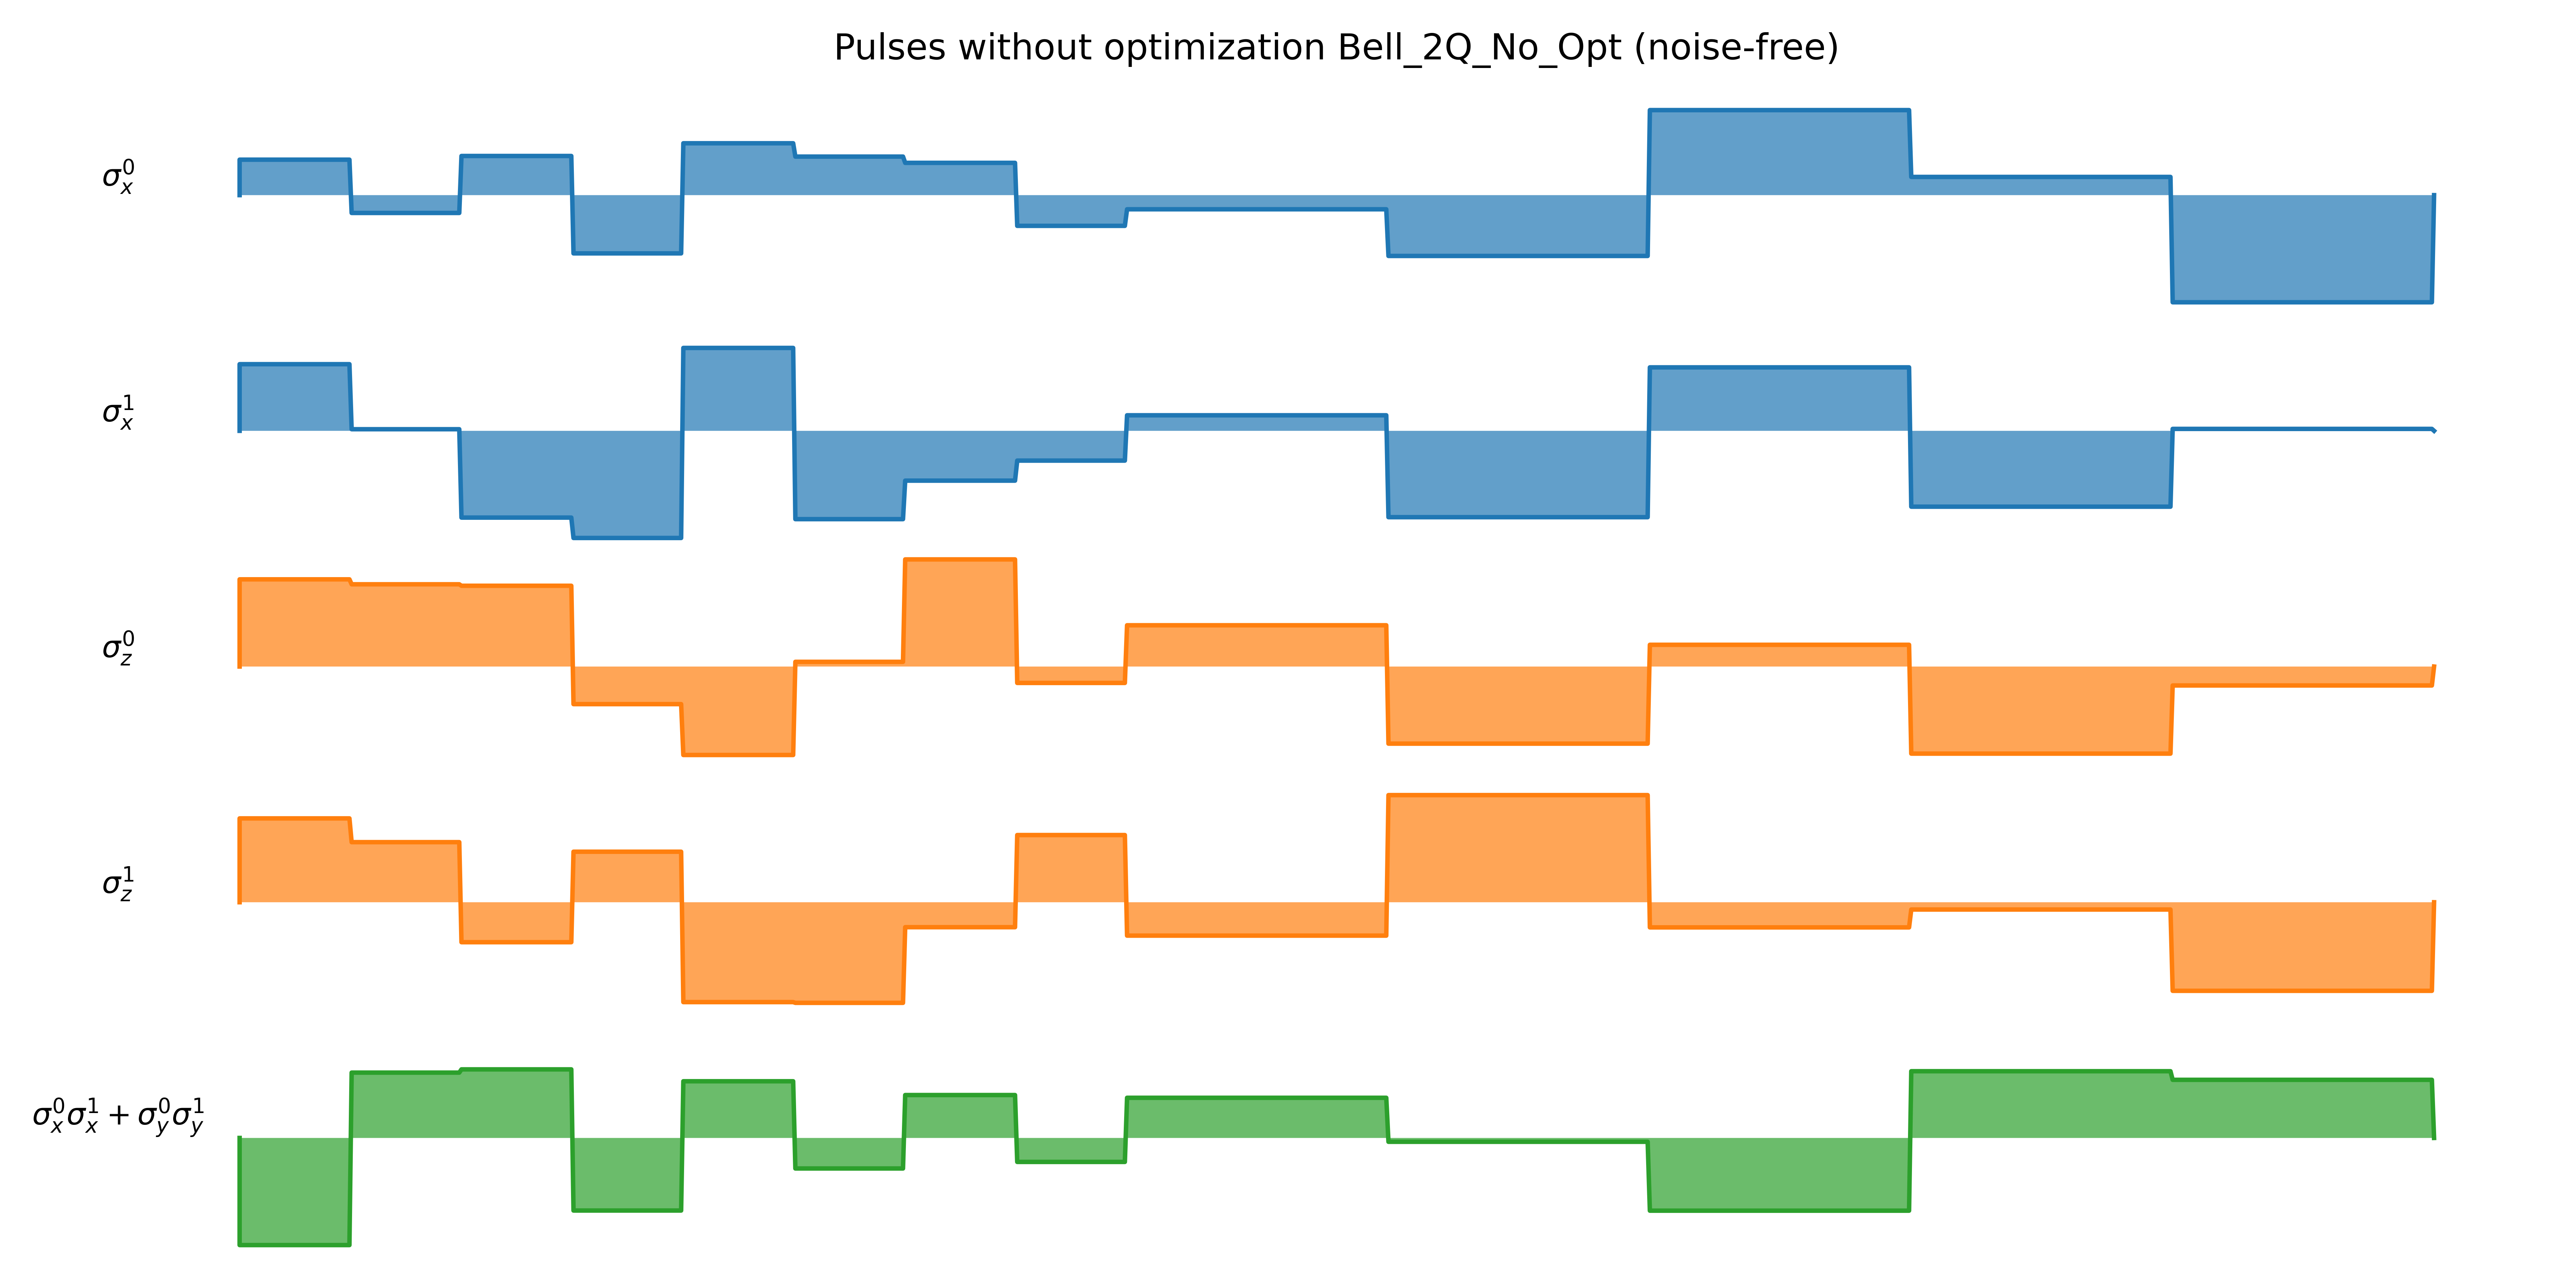 Pulses without optimization Bell_2Q_No_Opt (noise-free)
σ_x^0
σ_x^1
σ_z^0
σ_z^1
σ_x^0σ_x^1 + σ_y^0σ_y^1